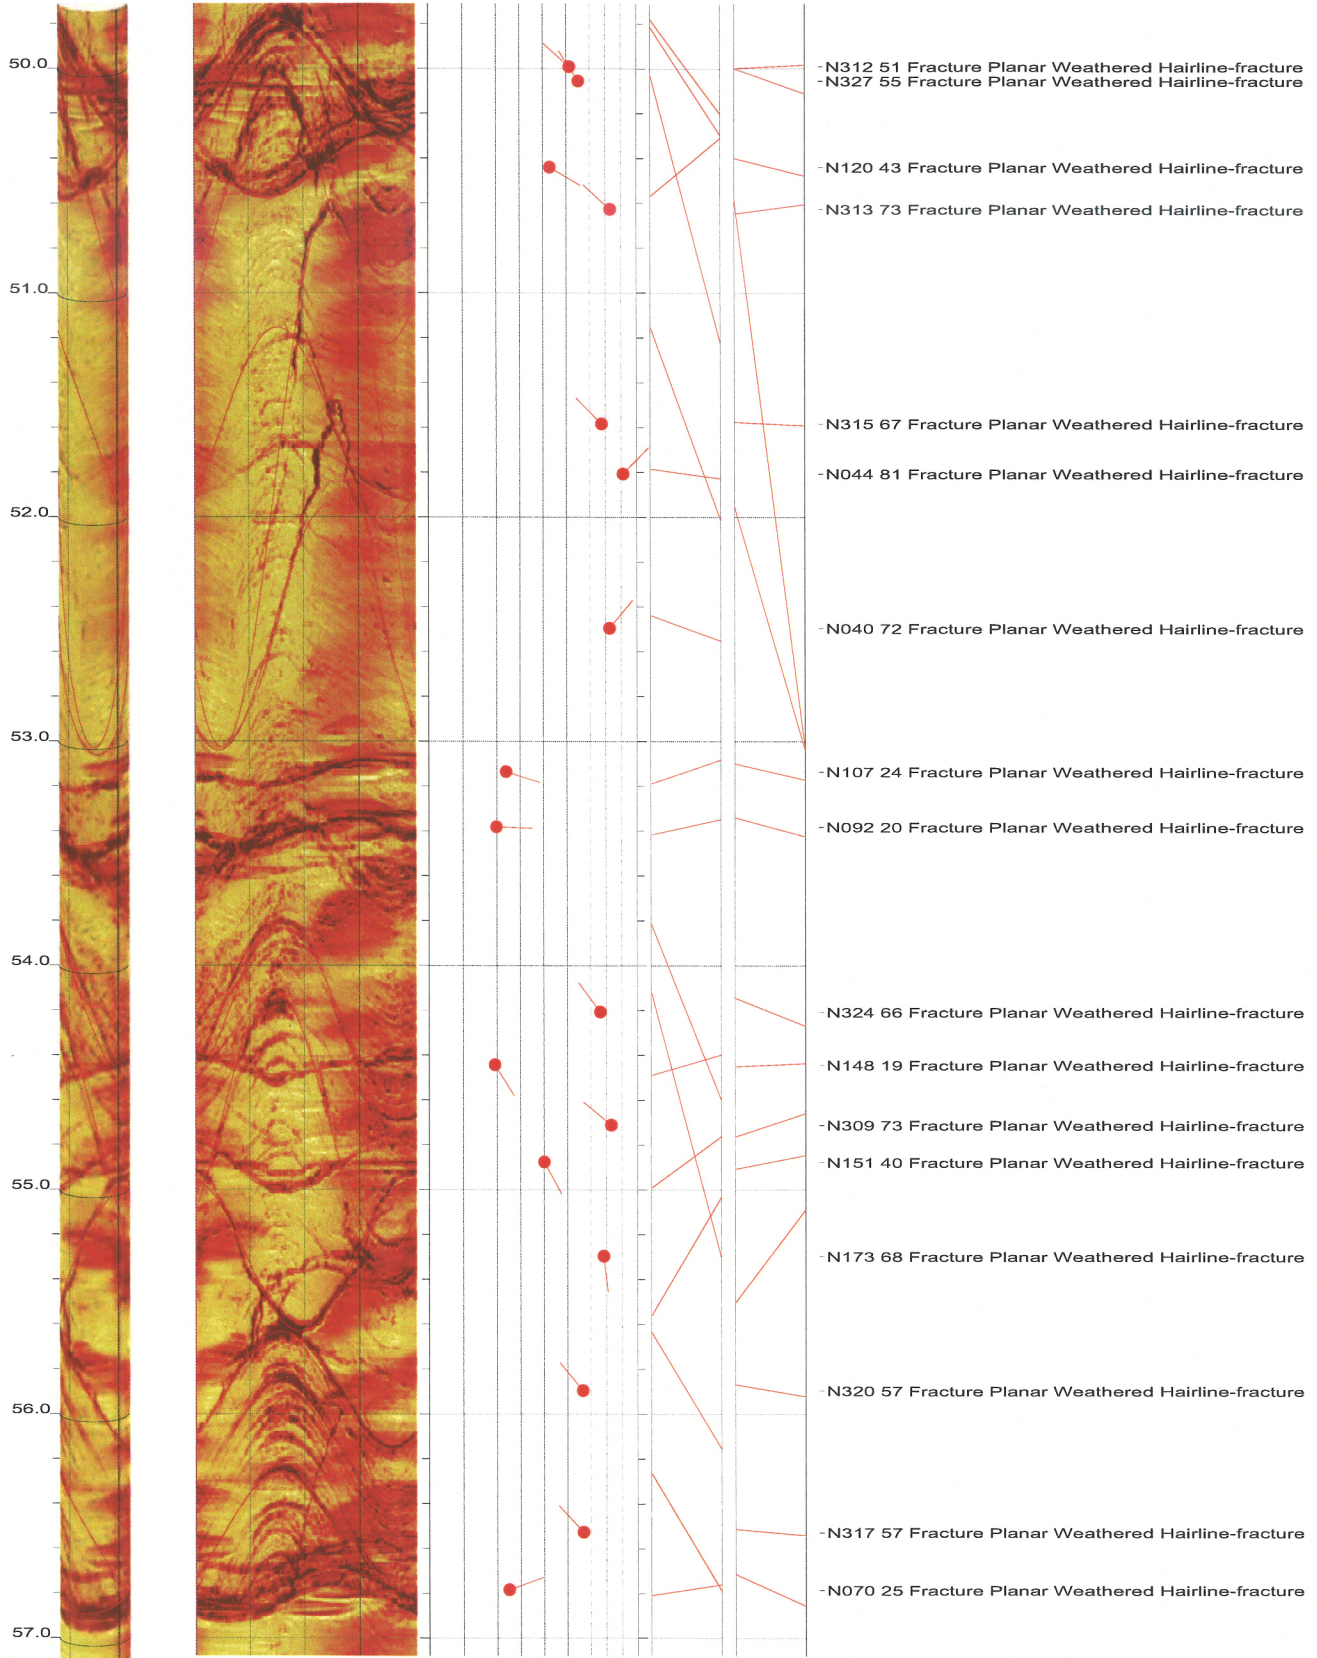 50.0
-N312 51 Fracture Planar Weathered Hairline-fracture
-N327 55 Fracture Planar Weathered Hairline-fracture
-N120 43 Fracture Planar Weathered Hairline-fracture
-N313 73 Fracture Planar Weathered Hairline-fracture
51.0
-N315 67 Fracture Planar Weathered Hairline-fracture
-N044 81 Fracture Planar Weathered Hairline-fracture
52.0
-N040 72 Fracture Planar Weathered Hairline-fracture
53.0
-N107 24 Fracture Planar Weathered Hairline-fracture
-N092 20 Fracture Planar Weathered Hairline-fracture
54.0
-N324 66 Fracture Planar Weathered Hairline-fracture
-N148 19 Fracture Planar Weathered Hairline-fracture
-N309 73 Fracture Planar Weathered Hairline-fracture
-N151 40 Fracture Planar Weathered Hairline-fracture
55.0
-N173 68 Fracture Planar Weathered Hairline-fracture
-N320 57 Fracture Planar Weathered Hairline-fracture
56.0
-N317 57 Fracture Planar Weathered Hairline-fracture
-N070 25 Fracture Planar Weathered Hairline-fracture
57.0